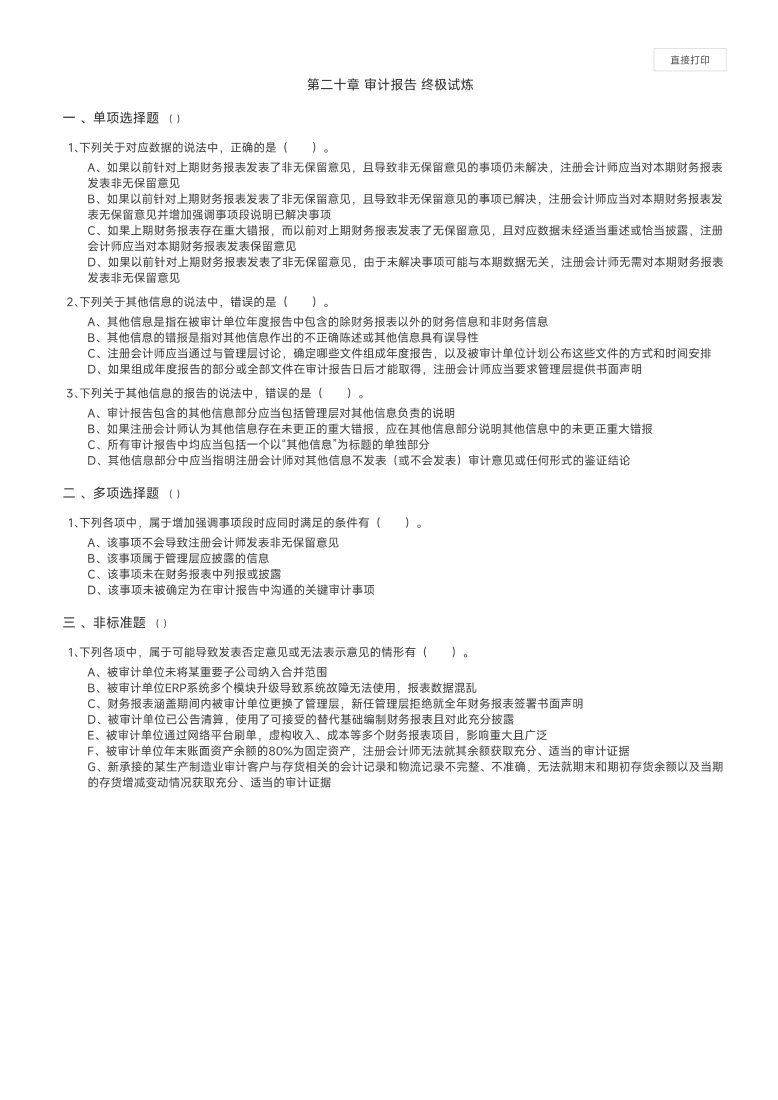 直接打印
第二十章 审计报告 终极试炼
一 、单项选择题 （ ）
1、下列关于对应数据的说法中，正确的是（　　）。
A、如果以前针对上期财务报表发表了非无保留意见，且导致非无保留意见的事项仍未解决，注册会计师应当对本期财务报表
发表非无保留意见
B、如果以前针对上期财务报表发表了非无保留意见，且导致非无保留意见的事项已解决，注册会计师应当对本期财务报表发
表无保留意见并增加强调事项段说明已解决事项
C、如果上期财务报表存在重大错报，而以前对上期财务报表发表了无保留意见，且对应数据未经适当重述或恰当披露，注册
会计师应当对本期财务报表发表保留意见
D、如果以前针对上期财务报表发表了非无保留意见，由于未解决事项可能与本期数据无关，注册会计师无需对本期财务报表
发表非无保留意见
2、下列关于其他信息的说法中，错误的是（　　）。
A、其他信息是指在被审计单位年度报告中包含的除财务报表以外的财务信息和非财务信息
B、其他信息的错报是指对其他信息作出的不正确陈述或其他信息具有误导性
C、注册会计师应当通过与管理层讨论，确定哪些文件组成年度报告，以及被审计单位计划公布这些文件的方式和时间安排
D、如果组成年度报告的部分或全部文件在审计报告日后才能取得，注册会计师应当要求管理层提供书面声明
3、下列关于其他信息的报告的说法中，错误的是（　　）。
A、审计报告包含的其他信息部分应当包括管理层对其他信息负责的说明
B、如果注册会计师认为其他信息存在未更正的重大错报，应在其他信息部分说明其他信息中的未更正重大错报
C、所有审计报告中均应当包括一个以“其他信息”为标题的单独部分
D、其他信息部分中应当指明注册会计师对其他信息不发表（或不会发表）审计意见或任何形式的鉴证结论
二 、多项选择题 （ ）
1、下列各项中，属于增加强调事项段时应同时满足的条件有（　　）。
A、该事项不会导致注册会计师发表非无保留意见
B、该事项属于管理层应披露的信息
C、该事项未在财务报表中列报或披露
D、该事项未被确定为在审计报告中沟通的关键审计事项
三 、非标准题 （ ）
1、下列各项中，属于可能导致发表否定意见或无法表示意见的情形有（　　）。
A、被审计单位未将某重要子公司纳入合并范围
B、被审计单位ERP系统多个模块升级导致系统故障无法使用，报表数据混乱
C、财务报表涵盖期间内被审计单位更换了管理层，新任管理层拒绝就全年财务报表签署书面声明
D、被审计单位已公告清算，使用了可接受的替代基础编制财务报表且对此充分披露
E、被审计单位通过网络平台刷单，虚构收入、成本等多个财务报表项目，影响重大且广泛
F、被审计单位年末账面资产余额的80%为固定资产，注册会计师无法就其余额获取充分、适当的审计证据
G、新承接的某生产制造业审计客户与存货相关的会计记录和物流记录不完整、不准确，无法就期末和期初存货余额以及当期
的存货增减变动情况获取充分、适当的审计证据